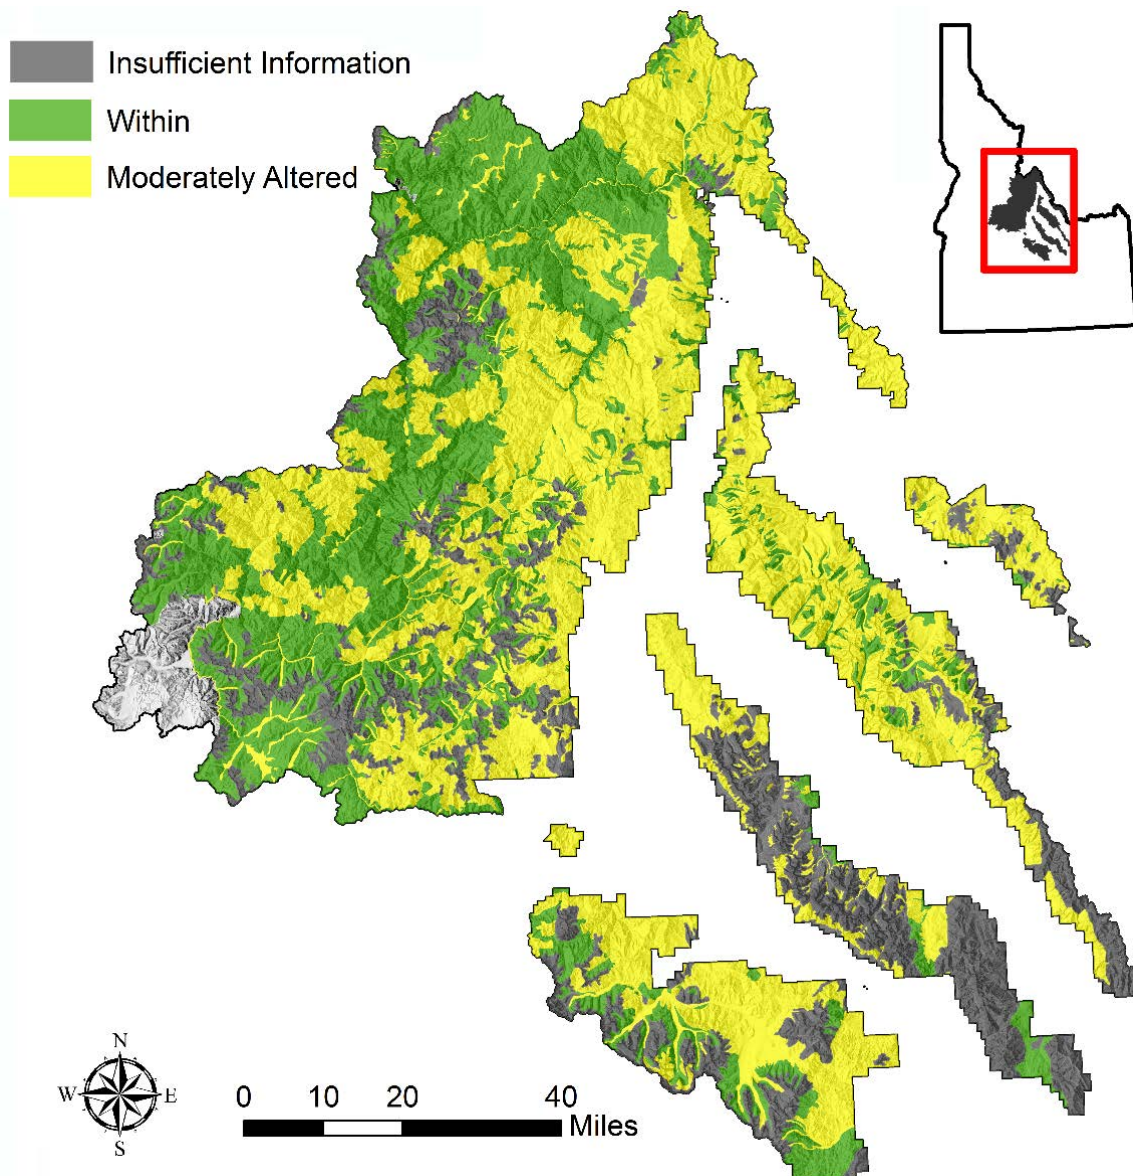 Insufficient Information
Within
Moderately Altered
N
W E
S
0 10 20 40
Miles